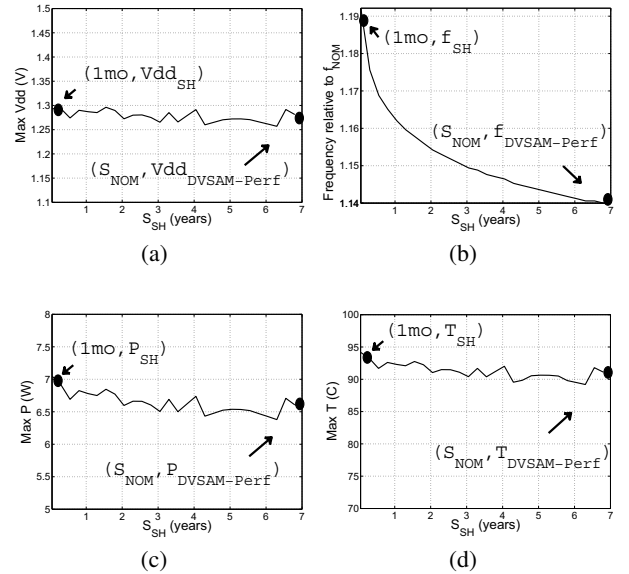 1.5
1.45
1.4
1.35
1.3
1.25
1.2
1.15
1.1
Max Vdd (V)
(1mo,Vdd_SH)
(S_NOM,Vdd_DVSAM-Perf)
1 2 3 4 5 6 7
S_SH (years)
(a)
1.19
1.18
1.17
1.16
1.15
1.14
Frequency relative to f_NOM
(1mo,f_SH)
(S_NOM,f_DVSAM-Perf)
1 2 3 4 5 6 7
S_SH (years)
(b)
8
7.5
7
6.5
6
5.5
5
Max P (W)
(1mo,P_SH)
(S_NOM,P_DVSAM-Perf)
1 2 3 4 5 6 7
S_SH (years)
(c)
100
95
90
85
80
75
70
Max T (C)
(1mo,T_SH)
(S_NOM,T_DVSAM-Perf)
1 2 3 4 5 6 7
S_SH (years)
(d)